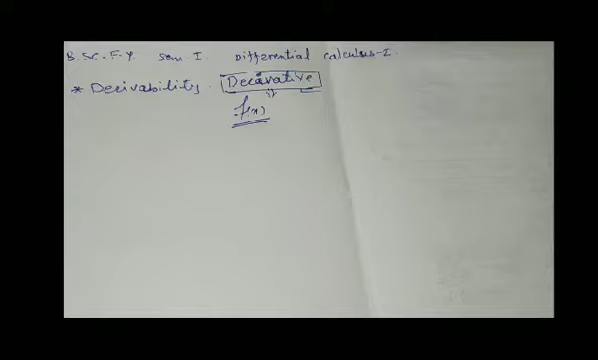 B.Sc. F.Y. Sem I Differential calculus-I.
* Derivability. Derivative
f(x)